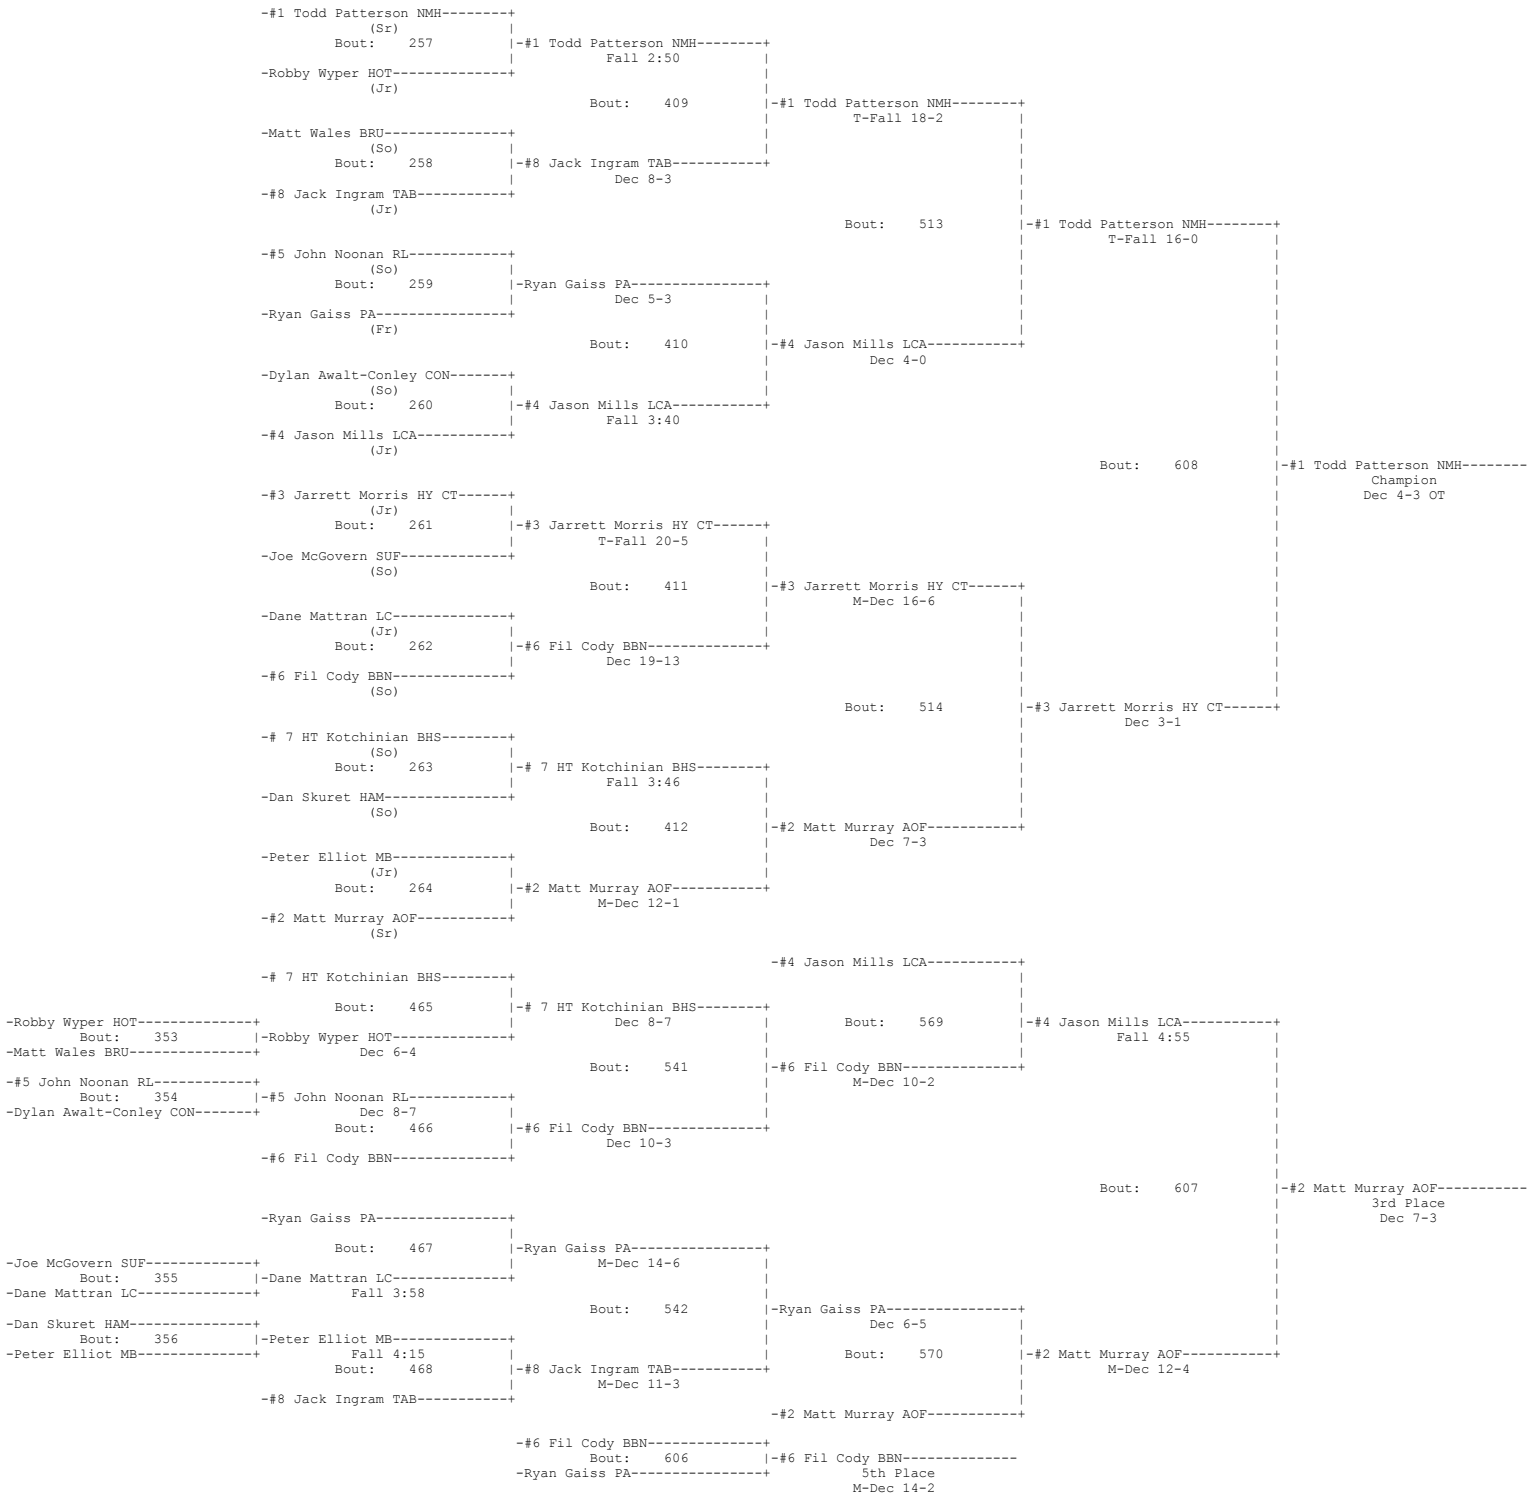 -#1 Todd Patterson NMH--------+
(Sr) |
Bout: 257 |-#1 Todd Patterson NMH--------+
| Fall 2:50 |
-Robby Wyper HOT---------------+ |
(Jr) |
Bout: 409 |-#1 Todd Patterson NMH--------+
| T-Fall 18-2 |
-Matt Wales BRU----------------+ | |
(So) | | |
Bout: 258 |-#8 Jack Ingram TAB-----------+ |
| Dec 8-3 |
-#8 Jack Ingram TAB-----------+ |
(Jr) |
Bout: 513 |-#1 Todd Patterson NMH--------+
-#5 John Noonan RL------------+ | T-Fall 16-0 |
(So) | | |
Bout: 259 |-Ryan Gaiss PA----------------+ | |
| Dec 5-3 | | |
-Ryan Gaiss PA----------------+ | | |
(Fr) | | |
Bout: 410 |-#4 Jason Mills LCA-----------+ |
| Dec 4-0 |
-Dylan Awalt-Conley CON-------+ | |
(So) | | |
Bout: 260 |-#4 Jason Mills LCA-----------+ |
| Fall 3:40 |
-#4 Jason Mills LCA-----------+ |
(Jr) |
Bout: 608 |-#1 Todd Patterson NMH--------
| Champion
-#3 Jarrett Morris HY CT------+ | Dec 4-3 OT
(Jr) | |
Bout: 261 |-#3 Jarrett Morris HY CT------+ |
| T-Fall 20-5 | |
-Joe McGovern SUF-------------+ | |
(So) | |
Bout: 411 |-#3 Jarrett Morris HY CT------+ |
| M-Dec 16-6 | |
-Dane Mattran LC--------------+ | | |
(Jr) | | | |
Bout: 262 |-#6 Fil Cody BBN--------------+ | |
| Dec 19-13 | |
-#6 Fil Cody BBN--------------+ | |
(So) | |
Bout: 514 |-#3 Jarrett Morris HY CT------+
| Dec 3-1
-# 7 HT Kotchinian BHS--------+ |
(So) | |
Bout: 263 |-# 7 HT Kotchinian BHS--------+ |
| Fall 3:46 | |
-Dan Skuret HAM---------------+ | |
(So) | |
Bout: 412 |-#2 Matt Murray AOF-----------+
| Dec 7-3
-Peter Elliot MB--------------+ |
(Jr) | |
Bout: 264 |-#2 Matt Murray AOF-----------+
| M-Dec 12-1
-#2 Matt Murray AOF-----------+
(Sr)
-#4 Jason Mills LCA-----------+
-# 7 HT Kotchinian BHS--------+ |
| |
Bout: 465 |-# 7 HT Kotchinian BHS--------+ |
-Robby Wyper HOT--------------+ | Dec 8-7 | Bout: 569 |-#4 Jason Mills LCA-----------+
Bout: 353 |-Robby Wyper HOT--------------+ | | Fall 4:55 |
-Matt Wales BRU---------------+ Dec 6-4 | | |
Bout: 541 |-#6 Fil Cody BBN--------------+ |
-#5 John Noonan RL------------+ | M-Dec 10-2 |
Bout: 354 |-#5 John Noonan RL------------+ | |
-Dylan Awalt-Conley CON-------+ Dec 8-7 | | |
Bout: 466 |-#6 Fil Cody BBN--------------+ |
| Dec 10-3 |
-#6 Fil Cody BBN--------------+ |
Bout: 607 |-#2 Matt Murray AOF-----------
| 3rd Place
-Ryan Gaiss PA----------------+ | Dec 7-3
| |
Bout: 467 |-Ryan Gaiss PA----------------+ |
-Joe McGovern SUF-------------+ | M-Dec 14-6 | |
Bout: 355 |-Dane Mattran LC--------------+ | |
-Dane Mattran LC--------------+ Fall 3:58 | |
Bout: 542 |-Ryan Gaiss PA----------------+ |
-Dan Skuret HAM---------------+ | Dec 6-5 | |
Bout: 356 |-Peter Elliot MB--------------+ | | |
-Peter Elliot MB--------------+ Fall 4:15 | | Bout: 570 |-#2 Matt Murray AOF-----------+
Bout: 468 |-#8 Jack Ingram TAB-----------+ | M-Dec 12-4
| M-Dec 11-3 |
-#8 Jack Ingram TAB-----------+ |
-#2 Matt Murray AOF-----------+
-#6 Fil Cody BBN--------------+
Bout: 606 |-#6 Fil Cody BBN--------------
-Ryan Gaiss PA----------------+ 5th Place
M-Dec 14-2